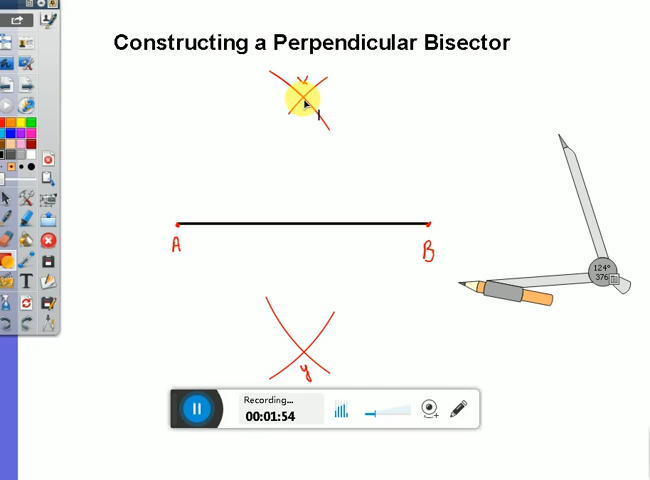 Constructing a Perpendicular Bisector
A
B
y
124°
376
Recording...
00:01:54
T